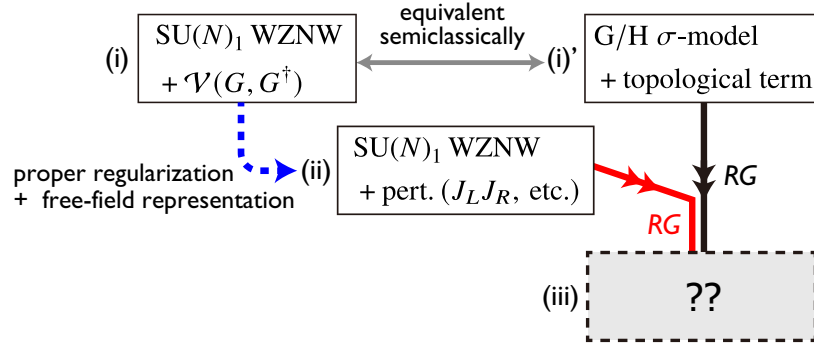 equivalent
semiclassically
(i)
SU(N)₁ WZNW
+ 𝒱(G, G†)
(i)’
G/H σ-model
+ topological term
proper regularization
+ free-field representation
(ii)
SU(N)₁ WZNW
+ pert. (J_L J_R, etc.)
RG
RG
(iii)
??